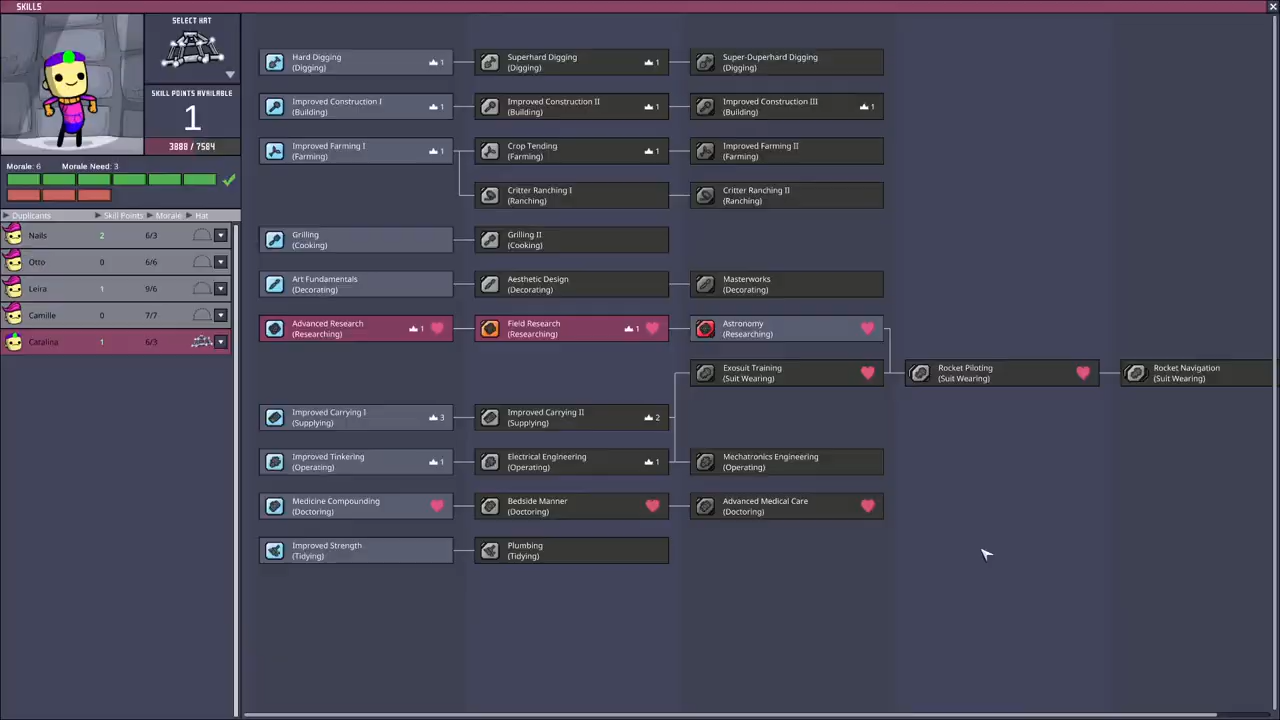 SKILLS
SELECT HAT
SKILL POINTS AVAILABLE
1
3888 / 7584
Morale: 6 Morale Need: 3
Duplicants Skill Points Morale Hat
Nails 2 6/3
Otto 0 6/6
Leira 1 9/6
Camille 0 7/7
Catalina 1 6/3
Hard Digging
(Digging)
1
Superhard Digging
(Digging)
1
Super-Duperhard Digging
(Digging)
Improved Construction I
(Building)
1
Improved Construction II
(Building)
1
Improved Construction III
(Building)
1
Improved Farming I
(Farming)
1
Crop Tending
(Farming)
1
Improved Farming II
(Farming)
Critter Ranching I
(Ranching)
Critter Ranching II
(Ranching)
Grilling
(Cooking)
Grilling II
(Cooking)
Art Fundamentals
(Decorating)
Aesthetic Design
(Decorating)
Masterworks
(Decorating)
Advanced Research
(Researching)
1
Field Research
(Researching)
1
Astronomy
(Researching)
Exosuit Training
(Suit Wearing)
Rocket Piloting
(Suit Wearing)
Rocket Navigation
(Suit Wearing)
Improved Carrying I
(Supplying)
3
Improved Carrying II
(Supplying)
2
Improved Tinkering
(Operating)
1
Electrical Engineering
(Operating)
1
Mechatronics Engineering
(Operating)
Medicine Compounding
(Doctoring)
Bedside Manner
(Doctoring)
Advanced Medical Care
(Doctoring)
Improved Strength
(Tidying)
Plumbing
(Tidying)